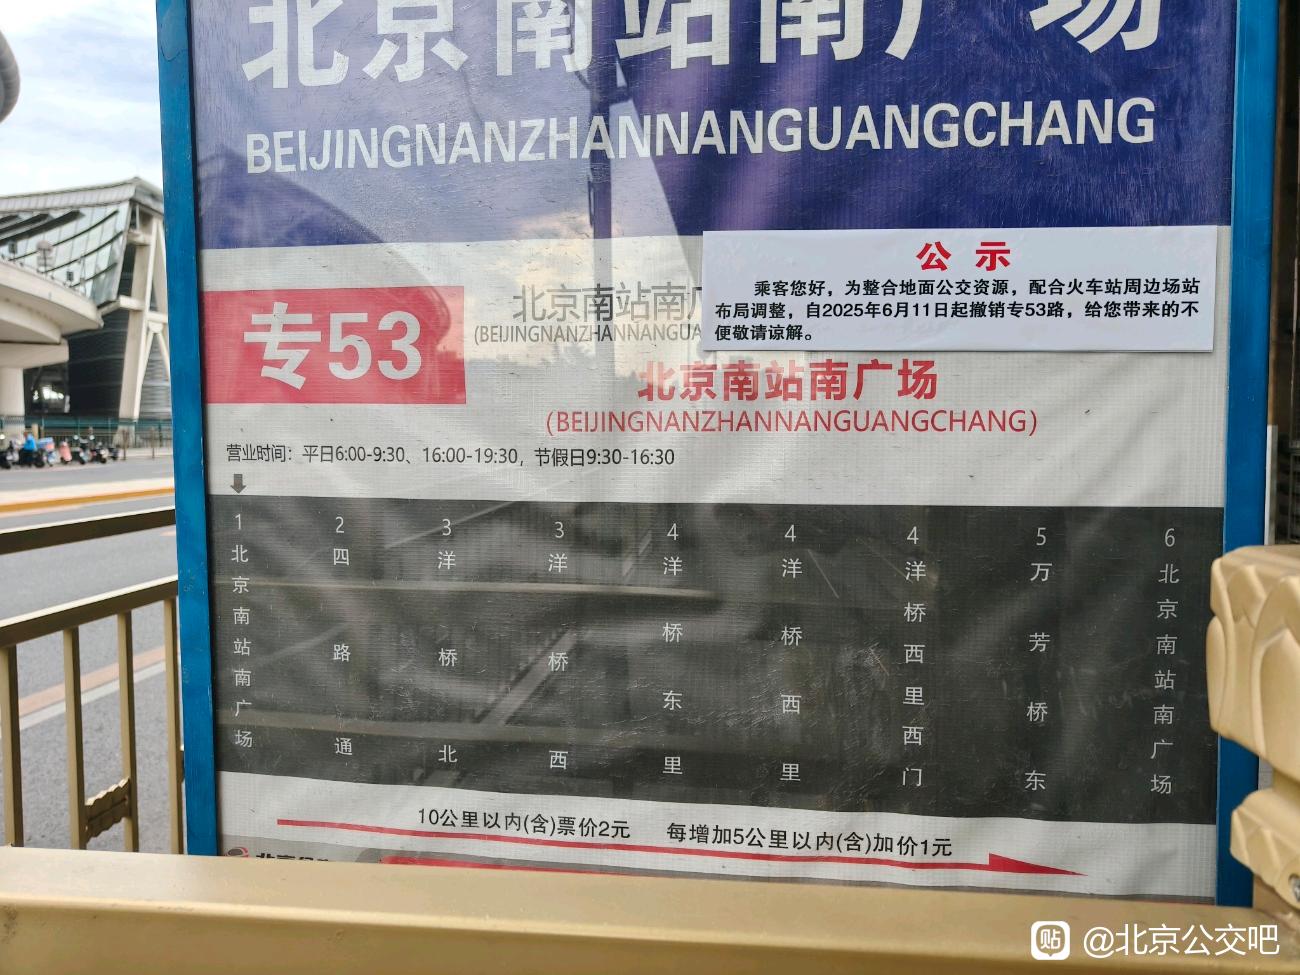 北京南站南广场
BEIJINGNANZHANNANGUANGCHANG
公示
乘客您好，为整合地面公交资源，配合火车站周边场站
布局调整，自2025年6月11日起撤销专53路，给您带来的不
便敬请谅解。
专53
北京南站南广
(BEIJINGNANZHANNANGUA
北京南站南广场
(BEIJINGNANZHANNANGUANGCHANG)
营业时间：平日6:00-9:30、16:00-19:30，节假日9:30-16:30
1 北京南站南广场
2 四路通
3 洋桥北
3 洋桥西
4 洋桥东里
4 洋桥西里
4 洋桥西里西门
5 万芳桥东
6 北京南站南广场
10公里以内(含)票价2元 每增加5公里以内(含)加价1元
贴 @北京公交吧